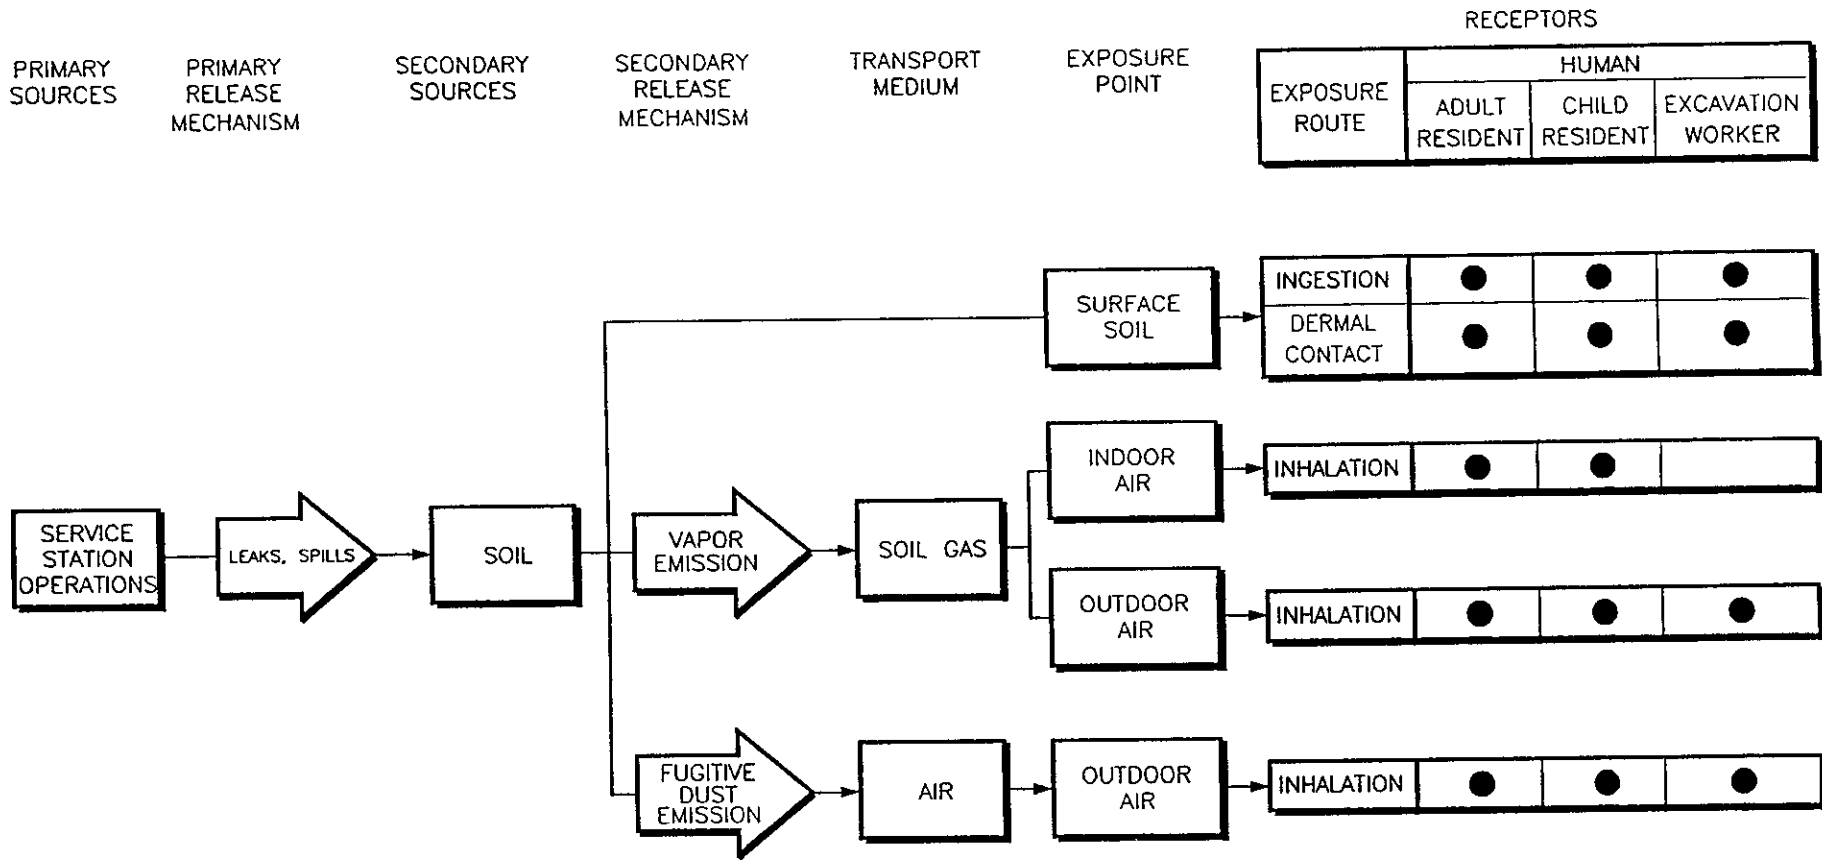 RECEPTORS
PRIMARY
SOURCES
PRIMARY
RELEASE
MECHANISM
SECONDARY
SOURCES
SECONDARY
RELEASE
MECHANISM
TRANSPORT
MEDIUM
EXPOSURE
POINT
EXPOSURE
ROUTE
HUMAN
ADULT
RESIDENT
CHILD
RESIDENT
EXCAVATION
WORKER
SURFACE
SOIL
INGESTION
DERMAL
CONTACT
INDOOR
AIR
INHALATION
SERVICE
STATION
OPERATIONS
LEAKS, SPILLS
SOIL
VAPOR
EMISSION
SOIL GAS
OUTDOOR
AIR
INHALATION
FUGITIVE
DUST
EMISSION
AIR
OUTDOOR
AIR
INHALATION